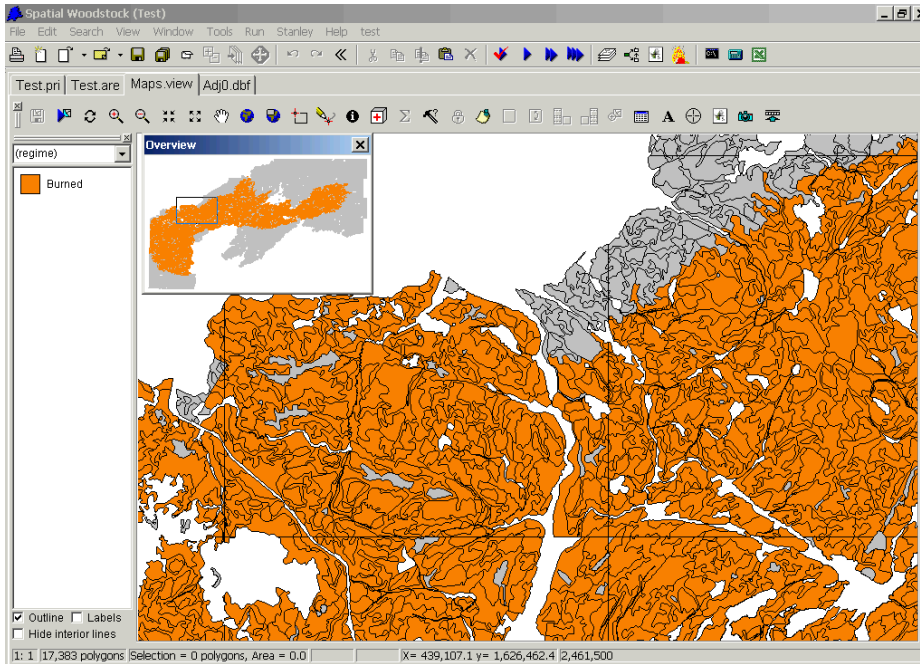 Spatial Woodstock (Test)
File Edit Search View Window Tools Run Stanley Help test
Test.pri Test.are Maps.view Adj0.dbf
A
Overview
(regime)
Burned
Outline Labels
Hide interior lines
1: 1 17,383 polygons Selection = 0 polygons, Area = 0.0 X= 439,107.1 y= 1,626,462.4 2,461,500